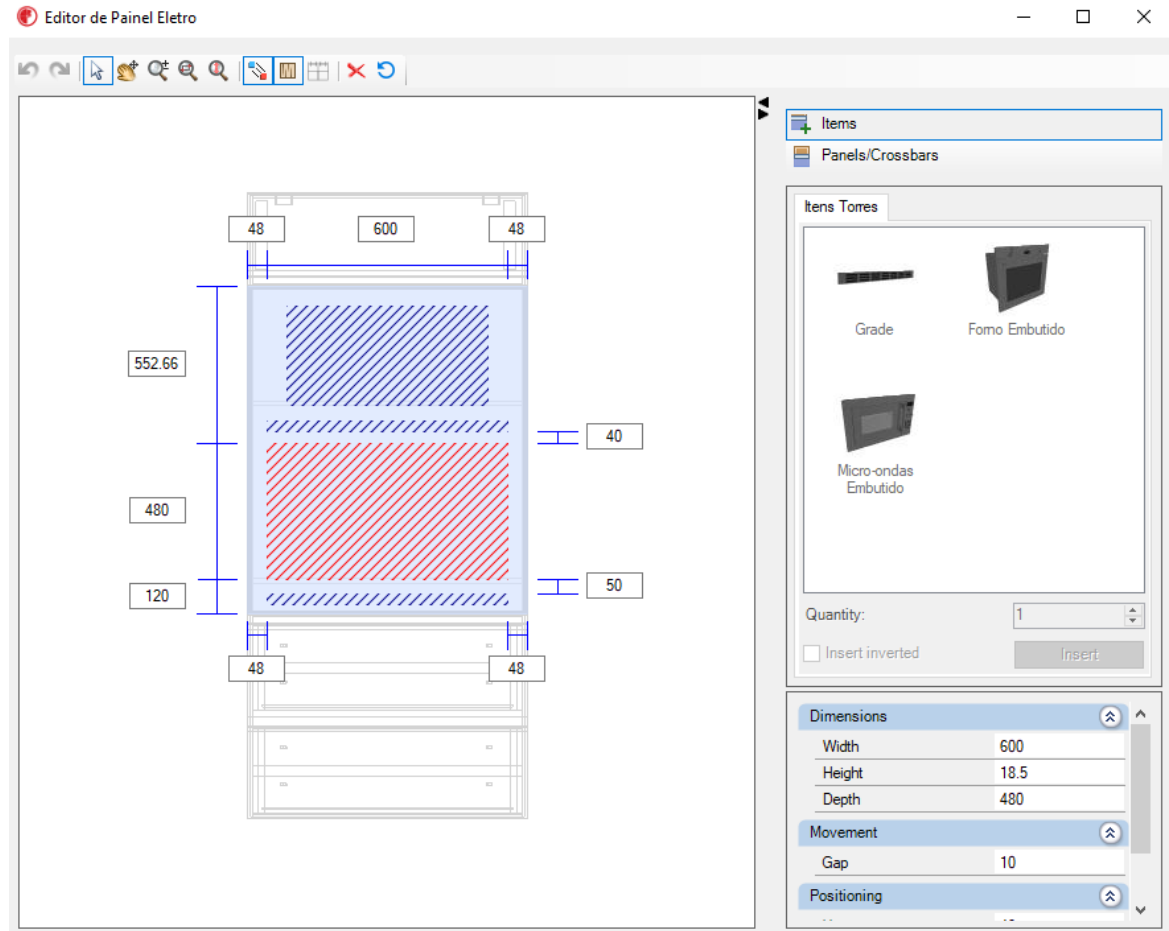 Editor de Painel Eletro
Items
Panels/Crossbars
Itens Torres
Grade
Forno Embutido
Micro-ondas
Embutido
Quantity:
1
Insert inverted
Insert
48
600
48
552.66
40
480
50
120
48
48
Dimensions
Width
600
Height
18.5
Depth
480
Movement
Gap
10
Positioning